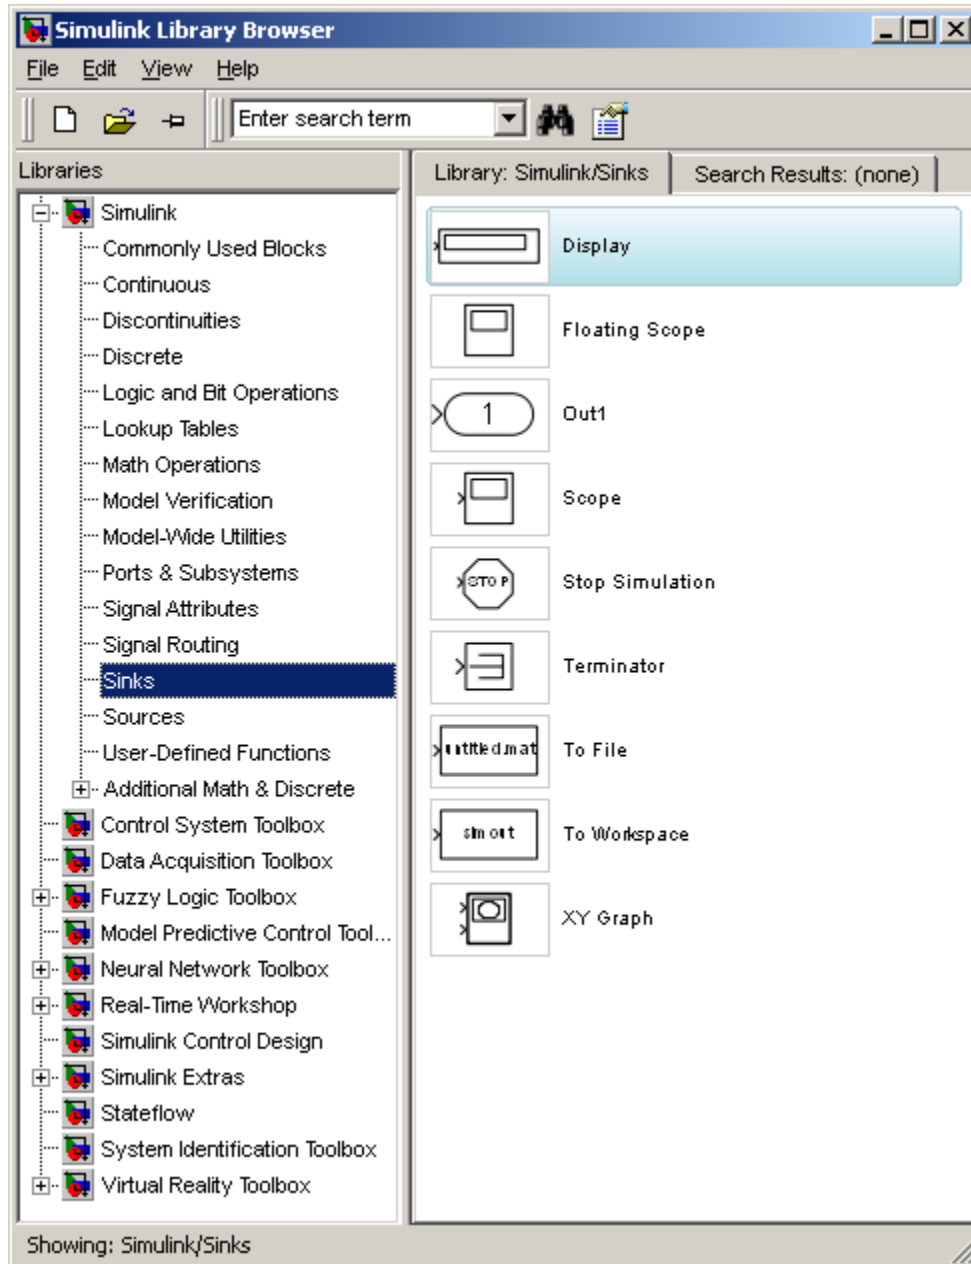 Simulink Library Browser
File Edit View Help
Enter search term
Libraries
Simulink
Commonly Used Blocks
Continuous
Discontinuities
Discrete
Logic and Bit Operations
Lookup Tables
Math Operations
Model Verification
Model-Wide Utilities
Ports & Subsystems
Signal Attributes
Signal Routing
Sinks
Sources
User-Defined Functions
Additional Math & Discrete
Control System Toolbox
Data Acquisition Toolbox
Fuzzy Logic Toolbox
Model Predictive Control Tool...
Neural Network Toolbox
Real-Time Workshop
Simulink Control Design
Simulink Extras
Stateflow
System Identification Toolbox
Virtual Reality Toolbox
Library: Simulink/Sinks
Search Results: (none)
Display
Floating Scope
1
Out1
Scope
STOP
Stop Simulation
Terminator
untitled.mat
To File
simout
To Workspace
XY Graph
Showing: Simulink/Sinks